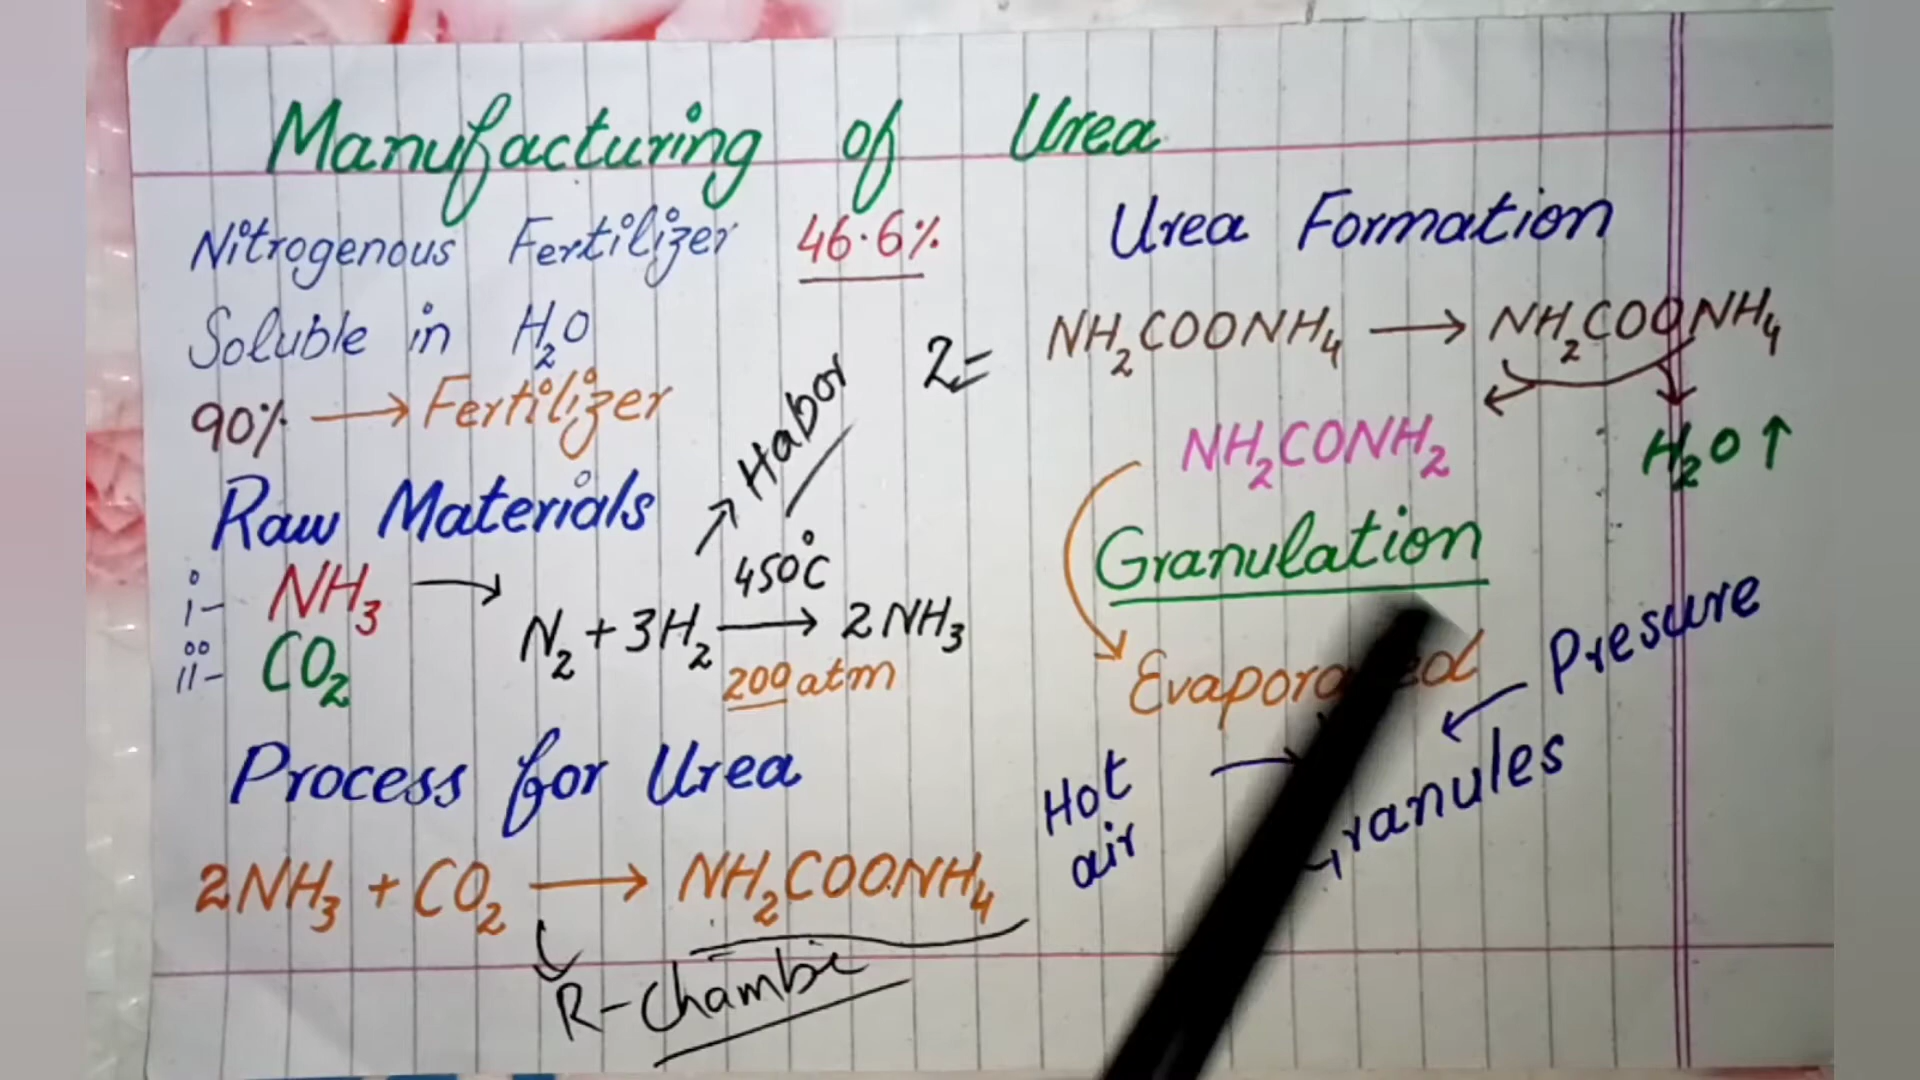 Manufacturing of Urea
Nitrogenous Fertilizer 46.6%
Soluble in H₂O
90% → Fertilizer
Raw Materials
i- NH₃ →
ii- CO₂
N₂ + 3H₂ → 2NH₃
450°C
200 atm
↗ Habor
Process for Urea
2NH₃ + CO₂ → NH₂COONH₄
R-Chambe
Urea Formation
2= NH₂COONH₄ → NH₂COONH₄
NH₂CONH₂ H₂O↑
Granulation
Presure
Hot
air
Granules